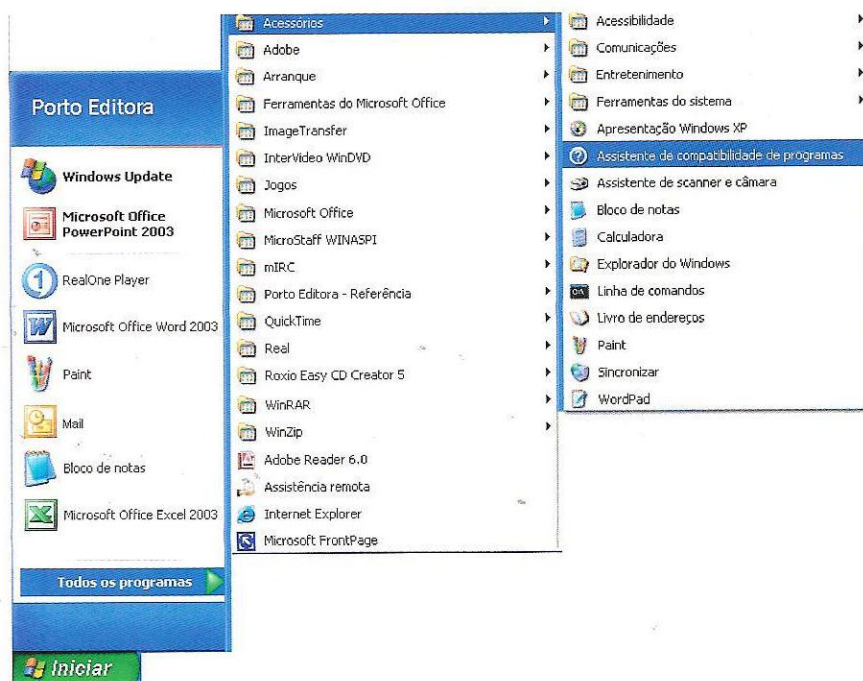 Porto Editora
Windows Update
Microsoft Office
PowerPoint 2003
RealOne Player
Microsoft Office Word 2003
Paint
Mail
Bloco de notas
Microsoft Office Excel 2003
Todos os programas
Iniciar
Acessórios
Adobe
Arranque
Ferramentas do Microsoft Office
ImageTransfer
InterVideo WinDVD
Jogos
Microsoft Office
MicroStaff WINASPI
mIRC
Porto Editora - Referência
QuickTime
Real
Roxio Easy CD Creator 5
WinRAR
WinZip
Adobe Reader 6.0
Assistência remota
Internet Explorer
Microsoft FrontPage
Acessibilidade
Comunicações
Entretenimento
Ferramentas do sistema
Apresentação Windows XP
Assistente de compatibilidade de programas
Assistente de scanner e câmara
Bloco de notas
Calculadora
Explorador do Windows
Linha de comandos
Livro de endereços
Paint
Sincronizar
WordPad